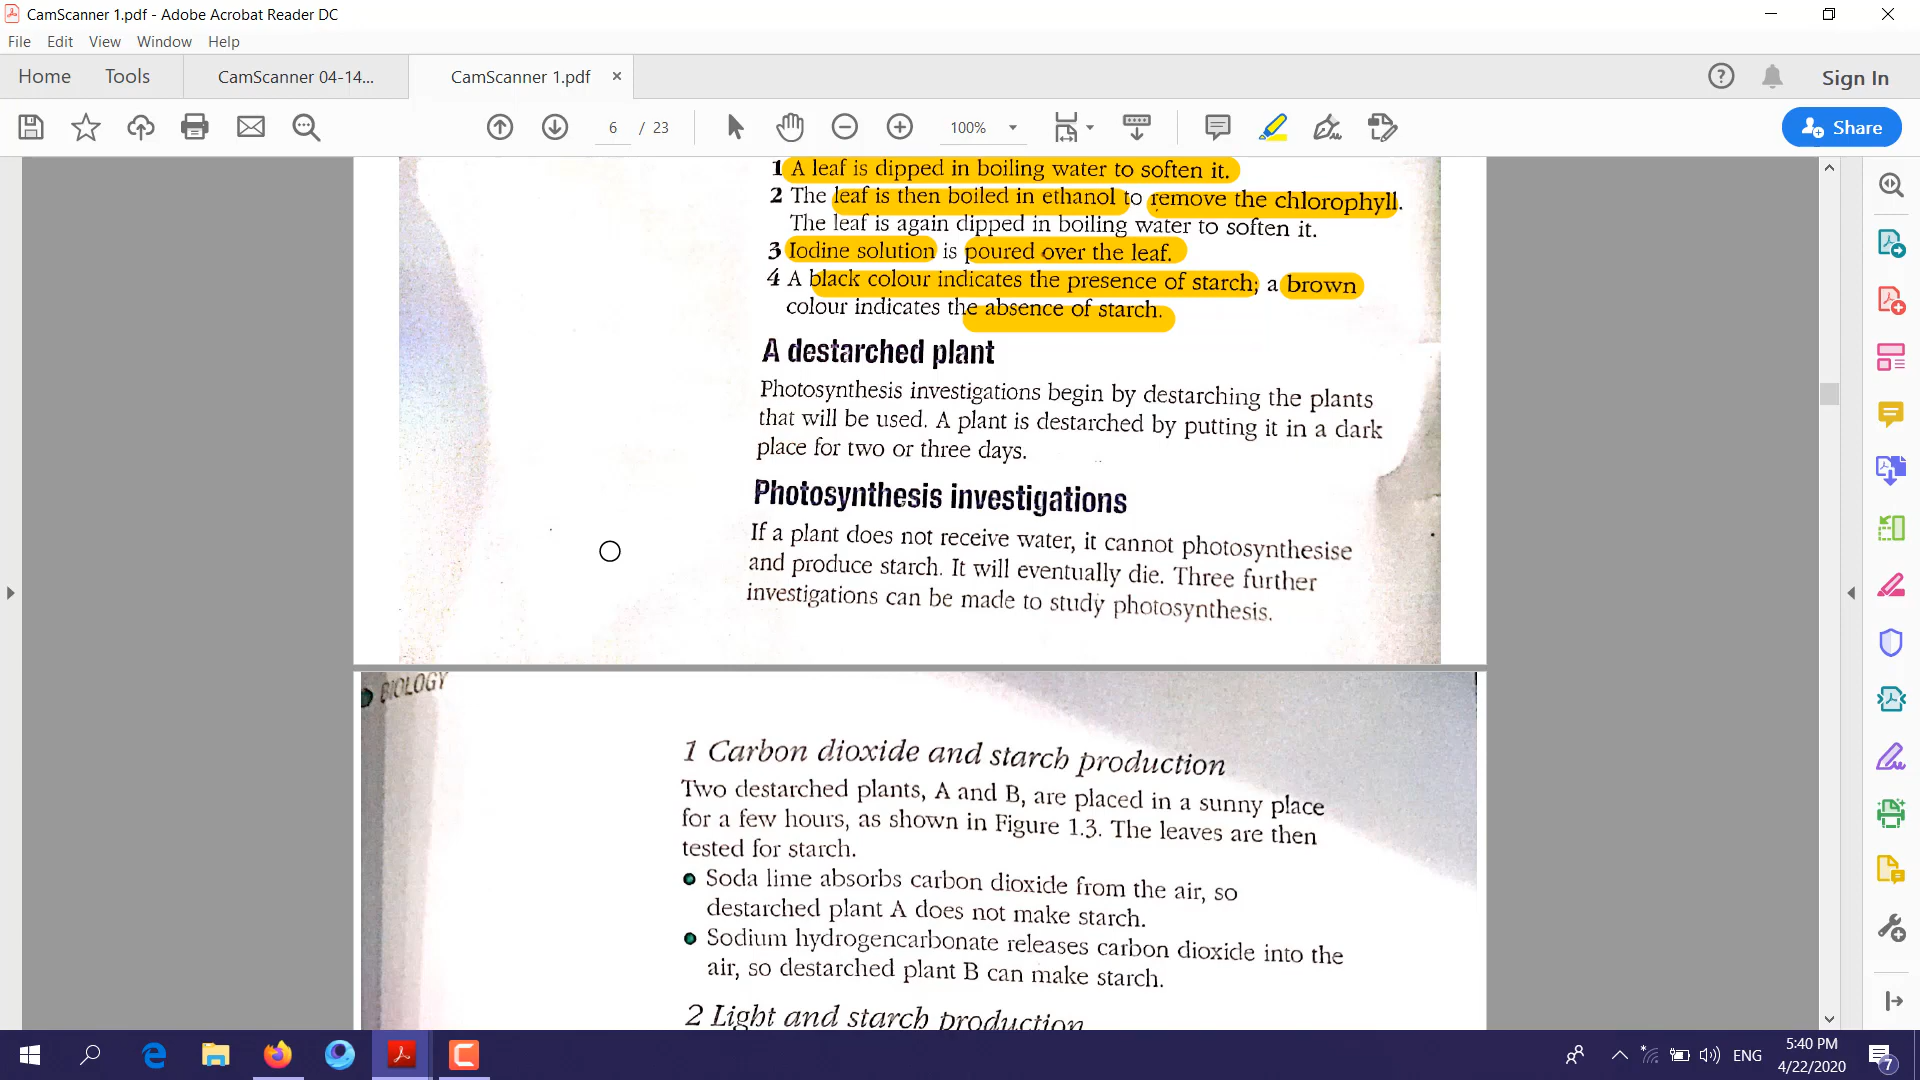 CamScanner 1.pdf - Adobe Acrobat Reader DC
File Edit View Window Help
Home Tools CamScanner 04-14... CamScanner 1.pdf × Sign In
6 / 23 100% Share
1 A leaf is dipped in boiling water to soften it.
2 The leaf is then boiled in ethanol to remove the chlorophyll.
The leaf is again dipped in boiling water to soften it.
3 Iodine solution is poured over the leaf.
4 A black colour indicates the presence of starch; a brown
colour indicates the absence of starch.
A destarched plant
Photosynthesis investigations begin by destarching the plants
that will be used. A plant is destarched by putting it in a dark
place for two or three days.
Photosynthesis investigations
If a plant does not receive water, it cannot photosynthesise
and produce starch. It will eventually die. Three further
investigations can be made to study photosynthesis.
BIOLOGY
1 Carbon dioxide and starch production
Two destarched plants, A and B, are placed in a sunny place
for a few hours, as shown in Figure 1.3. The leaves are then
tested for starch.
Soda lime absorbs carbon dioxide from the air, so
destarched plant A does not make starch.
Sodium hydrogencarbonate releases carbon dioxide into the
air, so destarched plant B can make starch.
2 Light and starch production
ENG
5:40 PM
4/22/2020
7